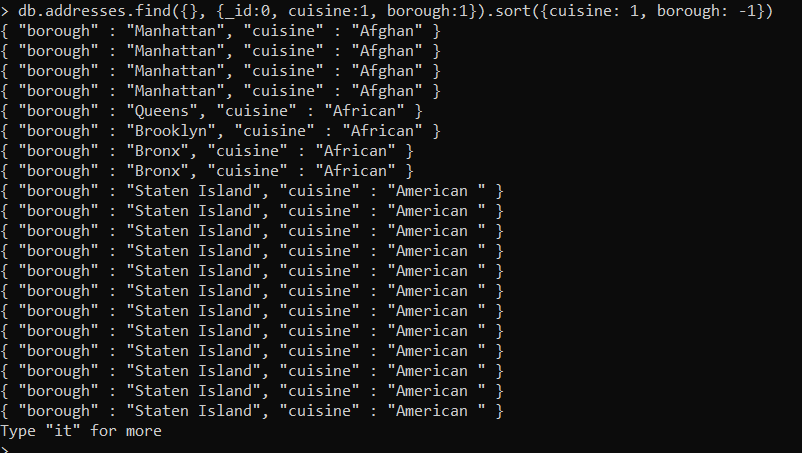 > db.addresses.find({}, {_id:0, cuisine:1, borough:1}).sort({cuisine: 1, borough: -1})
{ "borough" : "Manhattan", "cuisine" : "Afghan" }
{ "borough" : "Manhattan", "cuisine" : "Afghan" }
{ "borough" : "Manhattan", "cuisine" : "Afghan" }
{ "borough" : "Manhattan", "cuisine" : "Afghan" }
{ "borough" : "Queens", "cuisine" : "African" }
{ "borough" : "Brooklyn", "cuisine" : "African" }
{ "borough" : "Bronx", "cuisine" : "African" }
{ "borough" : "Bronx", "cuisine" : "African" }
{ "borough" : "Staten Island", "cuisine" : "American " }
{ "borough" : "Staten Island", "cuisine" : "American " }
{ "borough" : "Staten Island", "cuisine" : "American " }
{ "borough" : "Staten Island", "cuisine" : "American " }
{ "borough" : "Staten Island", "cuisine" : "American " }
{ "borough" : "Staten Island", "cuisine" : "American " }
{ "borough" : "Staten Island", "cuisine" : "American " }
{ "borough" : "Staten Island", "cuisine" : "American " }
{ "borough" : "Staten Island", "cuisine" : "American " }
{ "borough" : "Staten Island", "cuisine" : "American " }
{ "borough" : "Staten Island", "cuisine" : "American " }
{ "borough" : "Staten Island", "cuisine" : "American " }
Type "it" for more
>